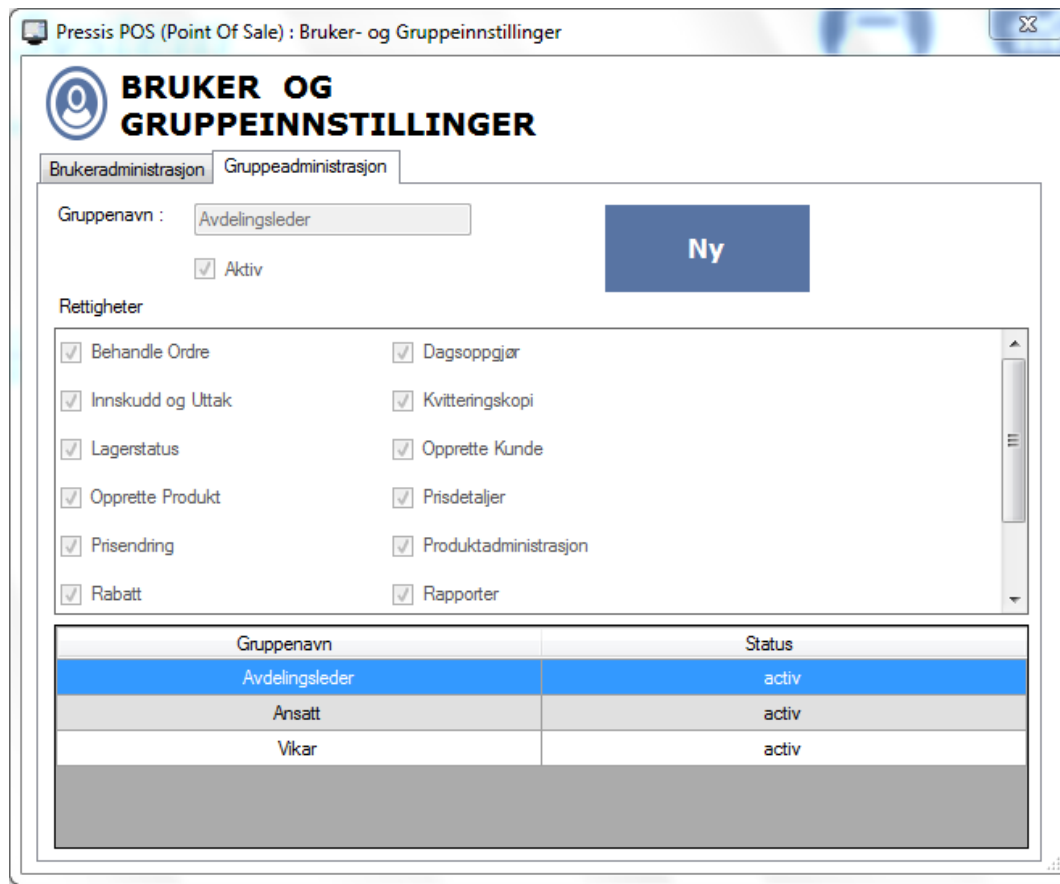 Pressis POS (Point Of Sale) : Bruker- og Gruppeinnstillinger
BRUKER OG
GRUPPEINNSTILLINGER
Brukeradministrasjon Gruppeadministrasjon
Gruppenavn : Avdelingsleder
Ny
Aktiv
Rettigheter
Behandle Ordre Dagsoppgjør
Innskudd og Uttak Kvitteringskopi
Lagerstatus Opprette Kunde
Opprette Produkt Prisdetaljer
Prisendring Produktadministrasjon
Rabatt Rapporter
Gruppenavn Status
Avdelingsleder activ
Ansatt activ
Vikar activ